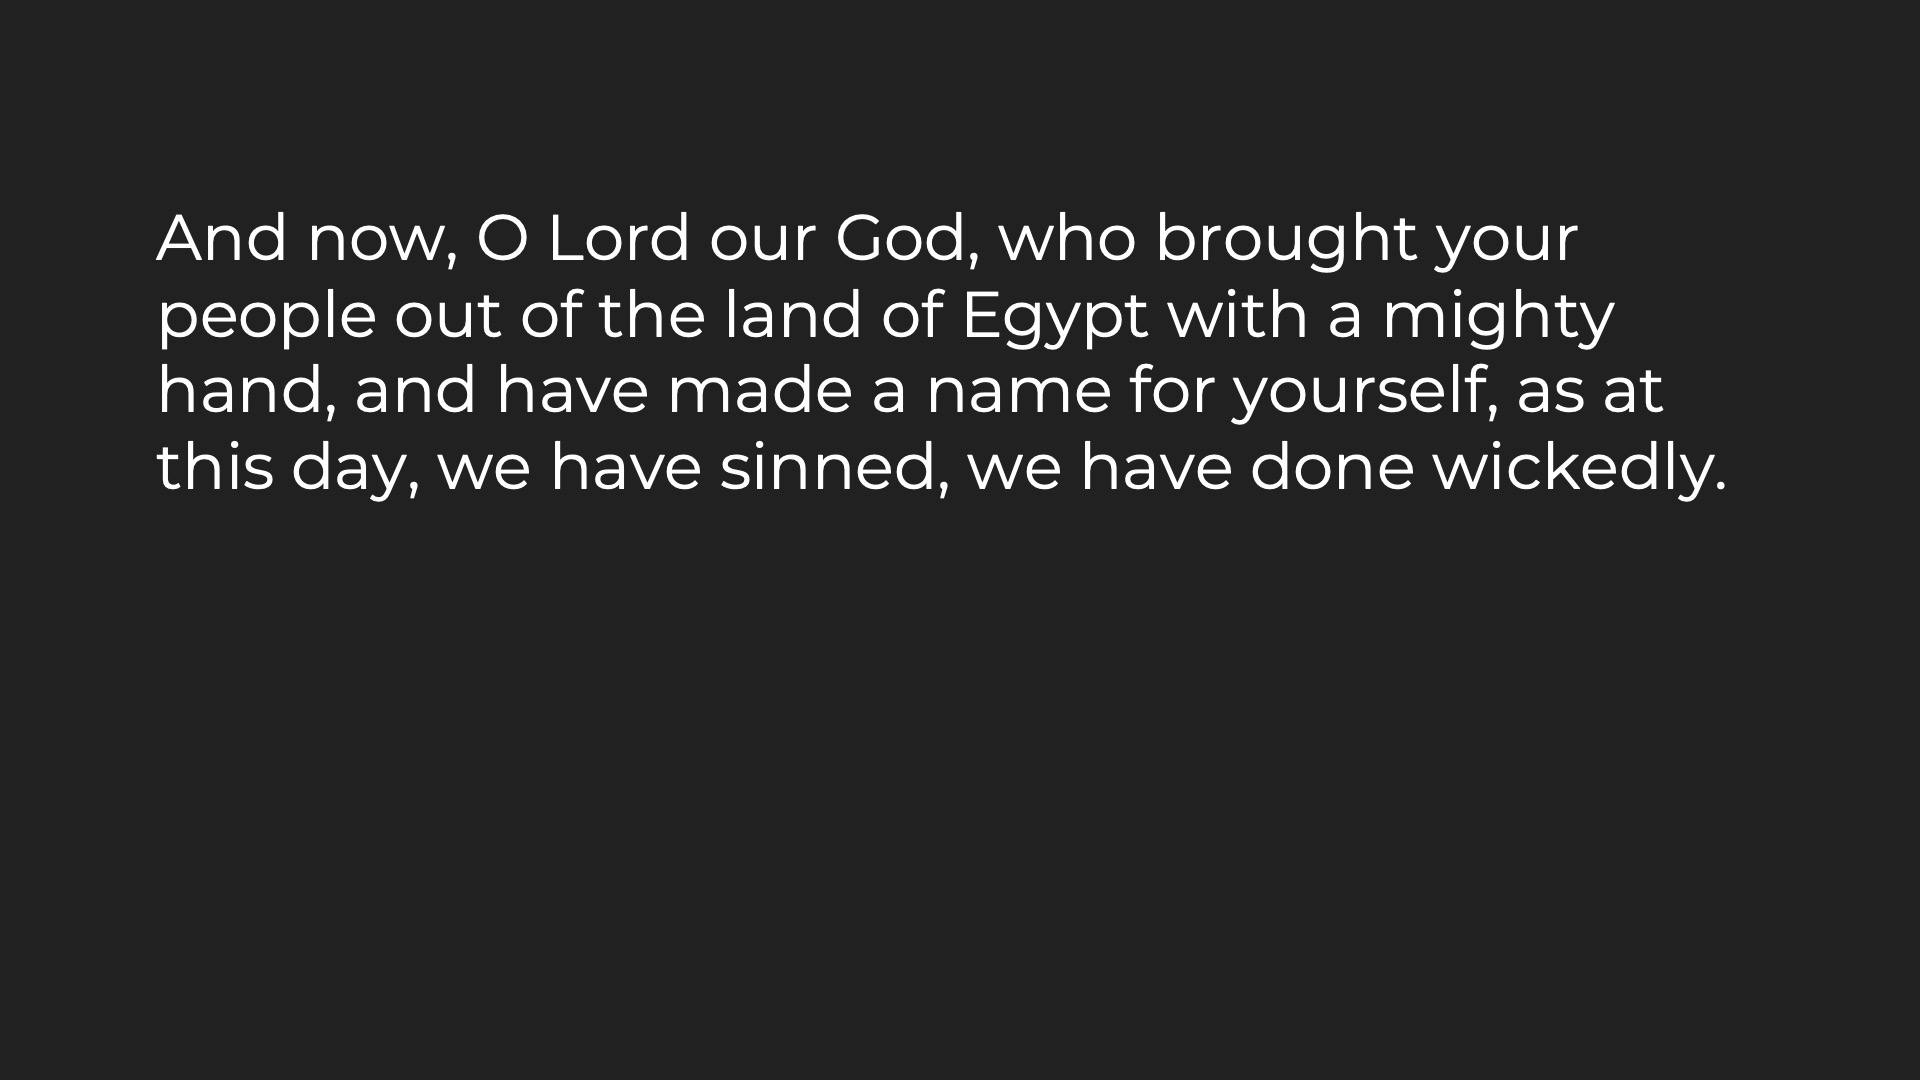 And now, O Lord our God, who brought your
people out of the land of Egypt with a mighty
hand, and have made a name for yourself, as at
this day, we have sinned, we have done wickedly.